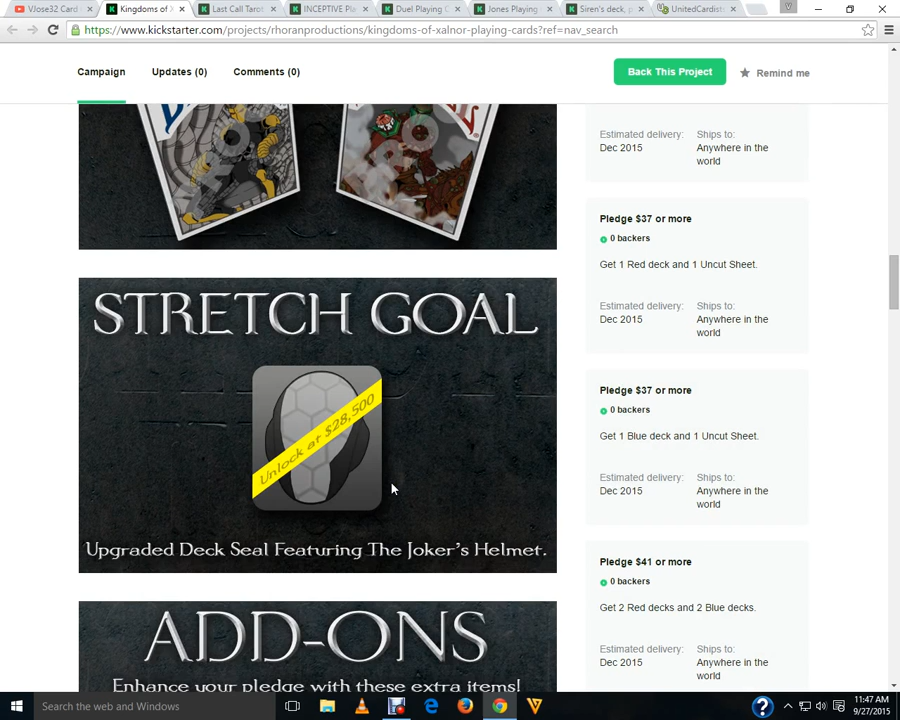 VJose32 Card
Kingdoms of
Last Call Tarot
INCEPTIVE Pla
Duel Playing C
Jones Playing
Siren's deck, p
UnitedCardist
https://www.kickstarter.com/projects/rhoranproductions/kingdoms-of-xalnor-playing-cards?ref=nav_search
Campaign
Updates (0)
Comments (0)
Back This Project
Remind me
Estimated delivery:
Dec 2015
Ships to:
Anywhere in the
world
Pledge $37 or more
0 backers
Get 1 Red deck and 1 Uncut Sheet.
Estimated delivery:
Dec 2015
Ships to:
Anywhere in the
world
STRETCH GOAL
Unlock at $28,500
Upgraded Deck Seal Featuring The Joker's Helmet.
Pledge $37 or more
0 backers
Get 1 Blue deck and 1 Uncut Sheet.
Estimated delivery:
Dec 2015
Ships to:
Anywhere in the
world
Pledge $41 or more
0 backers
Get 2 Red decks and 2 Blue decks.
Estimated delivery:
Dec 2015
Ships to:
Anywhere in the
world
ADD-ONS
Enhance your pledge with these extra items!
Search the web and Windows
11:47 AM
9/27/2015